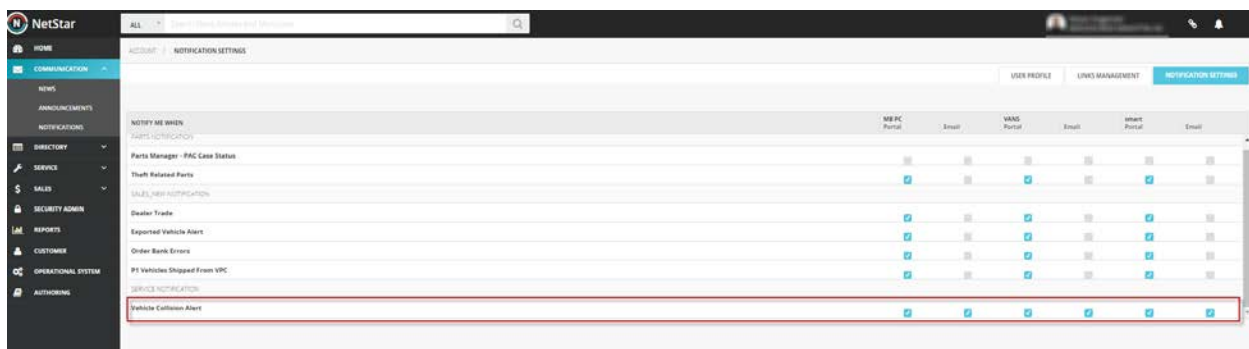 NetStar
ALL
HOME
ACCOUNT | NOTIFICATION SETTINGS
COMMUNICATION
USER PROFILE LINKS MANAGEMENT NOTIFICATION SETTINGS
NEWS
ANNOUNCEMENTS
NOTIFICATIONS
NOTIFY ME WHEN
MB PC VANS smart
Portal Email Portal Email Portal Email
PARTS NOTIFICATION
DIRECTORY
Parts Manager - PAC Case Status
SERVICE
Theft Related Parts
SALES
SALES_NEW NOTIFICATION
SECURITY ADMIN
Dealer Trade
REPORTS
Exported Vehicle Alert
CUSTOMER
Order Bank Errors
OPERATIONAL SYSTEM
P1 Vehicles Shipped From VPC
AUTHORING
SERVICE NOTIFICATION
Vehicle Collision Alert